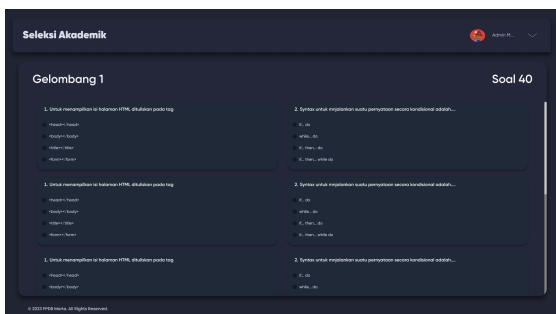 Seleksi Akademik
Admin M...
Gelombang 1
Soal 40
1. Untuk menampilkan isi halaman HTML dituliskan pada tag
<head></head>
<body></body>
<title></title>
<form></form>
2. Syntax untuk mnjalankan suatu pernyataan secara kondisional adalah....
if... do
while... do
if... then... do
if... then... while do
1. Untuk menampilkan isi halaman HTML dituliskan pada tag
<head></head>
<body></body>
<title></title>
<form></form>
2. Syntax untuk mnjalankan suatu pernyataan secara kondisional adalah....
if... do
while... do
if... then... do
if... then... while do
1. Untuk menampilkan isi halaman HTML dituliskan pada tag
<head></head>
<body></body>
2. Syntax untuk mnjalankan suatu pernyataan secara kondisional adalah....
if... do
while... do
© 2023 PPDB Marka. All Rights Reserved.